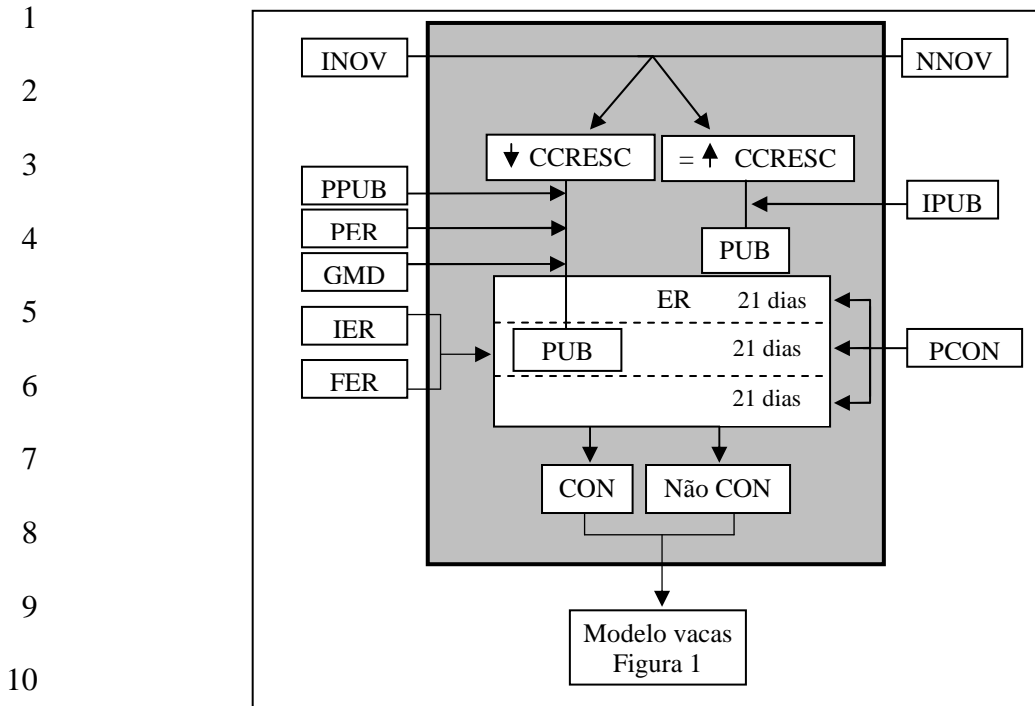 1
INOV NNOV
2
3
↓ CCRESC = ↑ CCRESC
PPUB IPUB
4
PER PUB
GMD
5
ER 21 dias
IER
PUB 21 dias PCON
6
FER 21 dias
7
CON Não CON
8
9
Modelo vacas
Figura 1
10